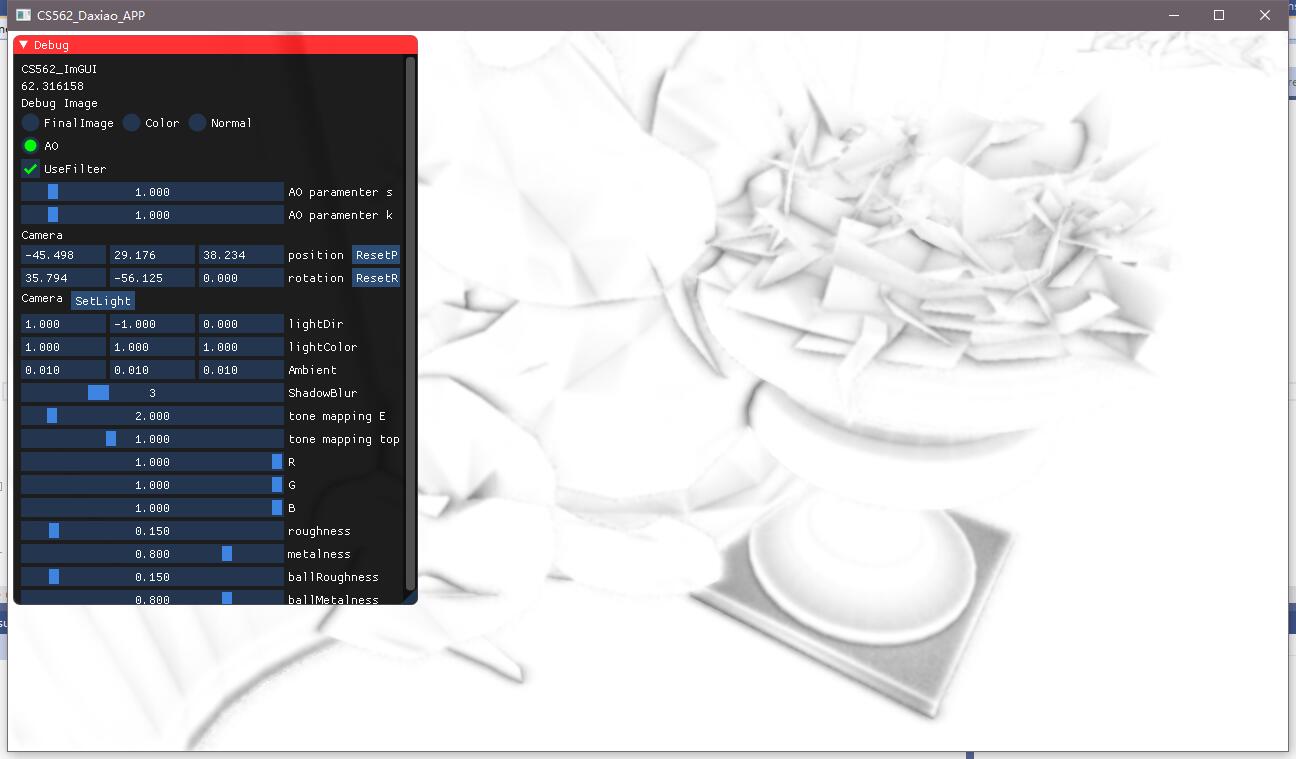 CS562_Daxiao_APP
Debug
CS562_ImGUI
62.316158
Debug Image
FinalImage Color Normal
AO
UseFilter
1.000 AO paramenter s
1.000 AO paramenter k
Camera
-45.498 29.176 38.234 position ResetP
35.794 -56.125 0.000 rotation ResetR
Camera SetLight
1.000 -1.000 0.000 lightDir
1.000 1.000 1.000 lightColor
0.010 0.010 0.010 Ambient
3 ShadowBlur
2.000 tone mapping E
1.000 tone mapping top
1.000 R
1.000 G
1.000 B
0.150 roughness
0.800 metalness
0.150 ballRoughness
0.800 ballMetalness